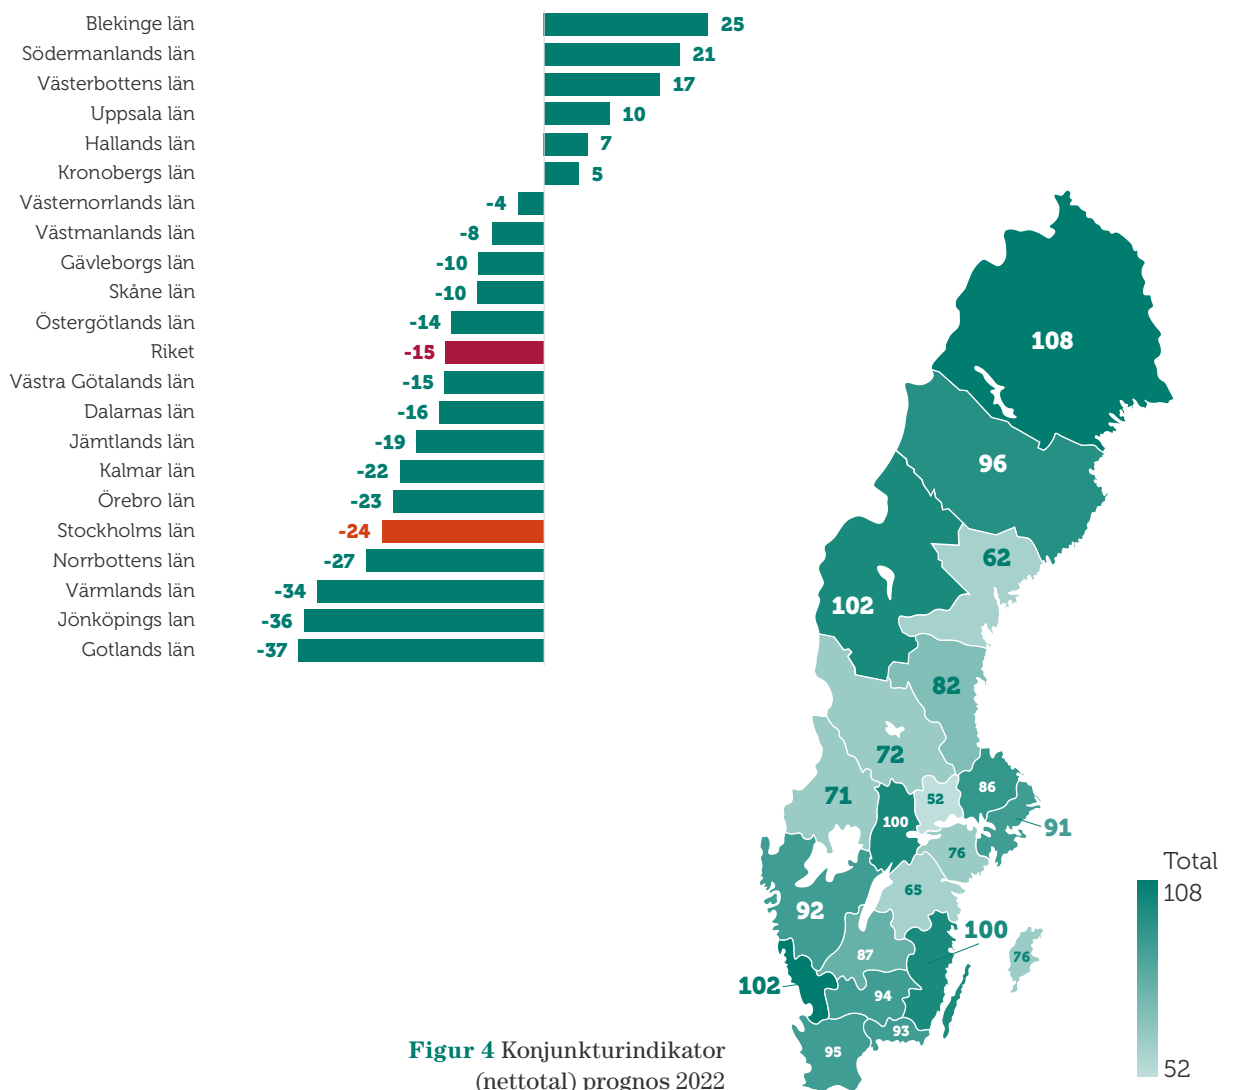 Blekinge län 25
Södermanlands län 21
Västerbottens län 17
Uppsala län 10
Hallands län 7
Kronobergs län 5
Västernorrlands län -4
Västmanlands län -8
Gävleborgs län -10
Skåne län -10
Östergötlands län -14
Riket -15
Västra Götalands län -15
Dalarnas län -16
Jämtlands län -19
Kalmar län -22
Örebro län -23
Stockholms län -24
Norrbottens län -27
Värmlands län -34
Jönköpings lan -36
Gotlands län -37
108
96
62
102
82
72
71
52
86
100
91
76
65
92
100
87
76
102
94
93
95
Total
108
52
Figur 4 Konjunkturindikator
(nettotal) prognos 2022